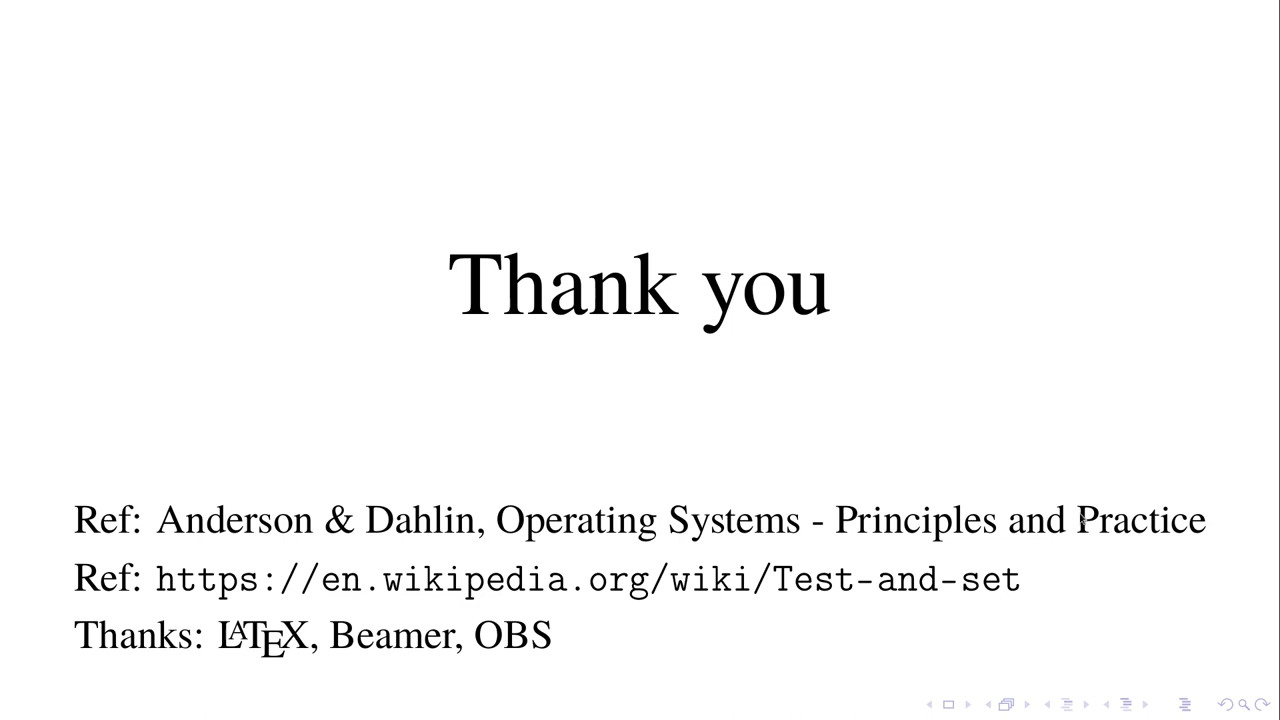 Thank you
Ref: Anderson & Dahlin, Operating Systems - Principles and Practice
Ref: https://en.wikipedia.org/wiki/Test-and-set
Thanks: LATEX, Beamer, OBS